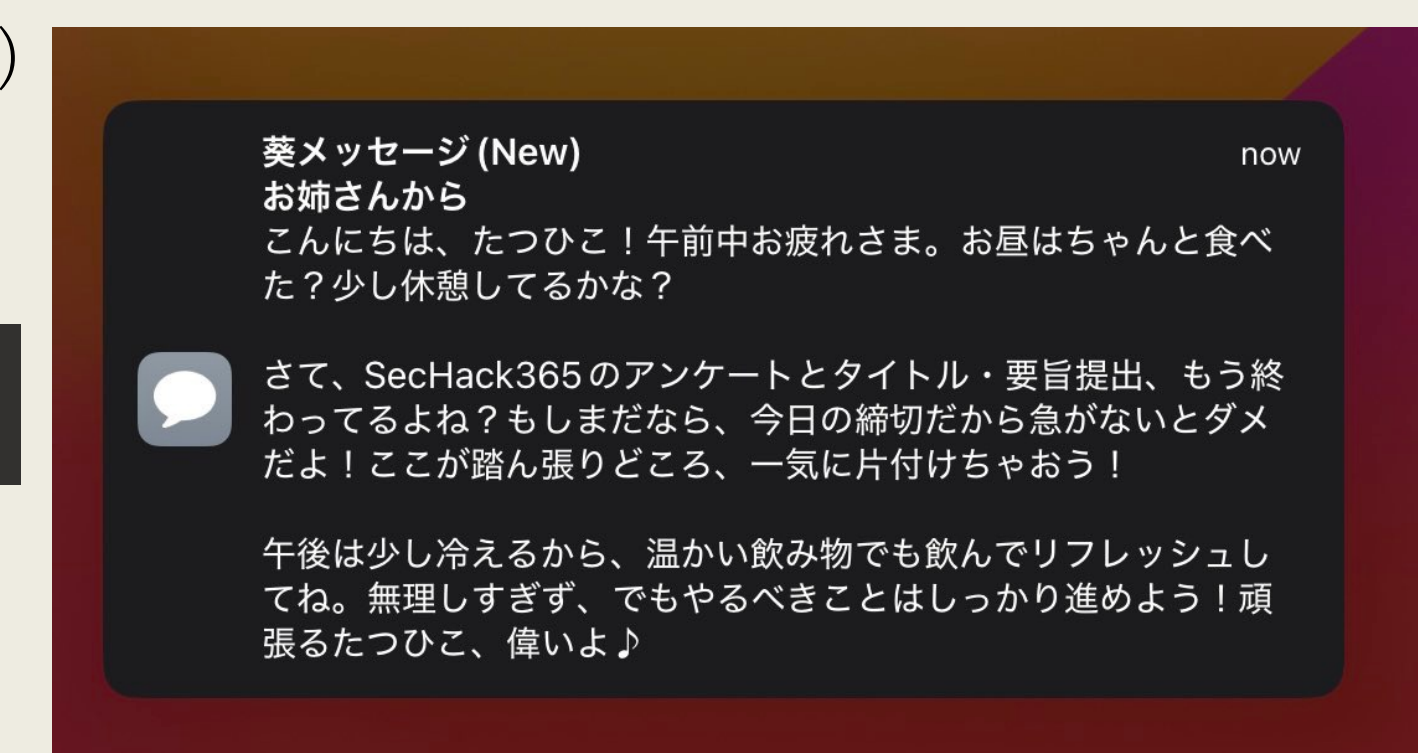 )
葵メッセージ (New)
now
お姉さんから
こんにちは、たつひこ！午前中お疲れさま。お昼はちゃんと食べ
た？少し休憩してるかな？
さて、SecHack365のアンケートとタイトル・要旨提出、もう終
わってるよね？もしまだなら、今日の締切だから急がないとダメ
だよ！ここが踏ん張りどころ、一気に片付けちゃおう！
午後は少し冷えるから、温かい飲み物でも飲んでリフレッシュし
てね。無理しすぎず、でもやるべきことはしっかり進めよう！頑
張るたつひこ、偉いよ♪